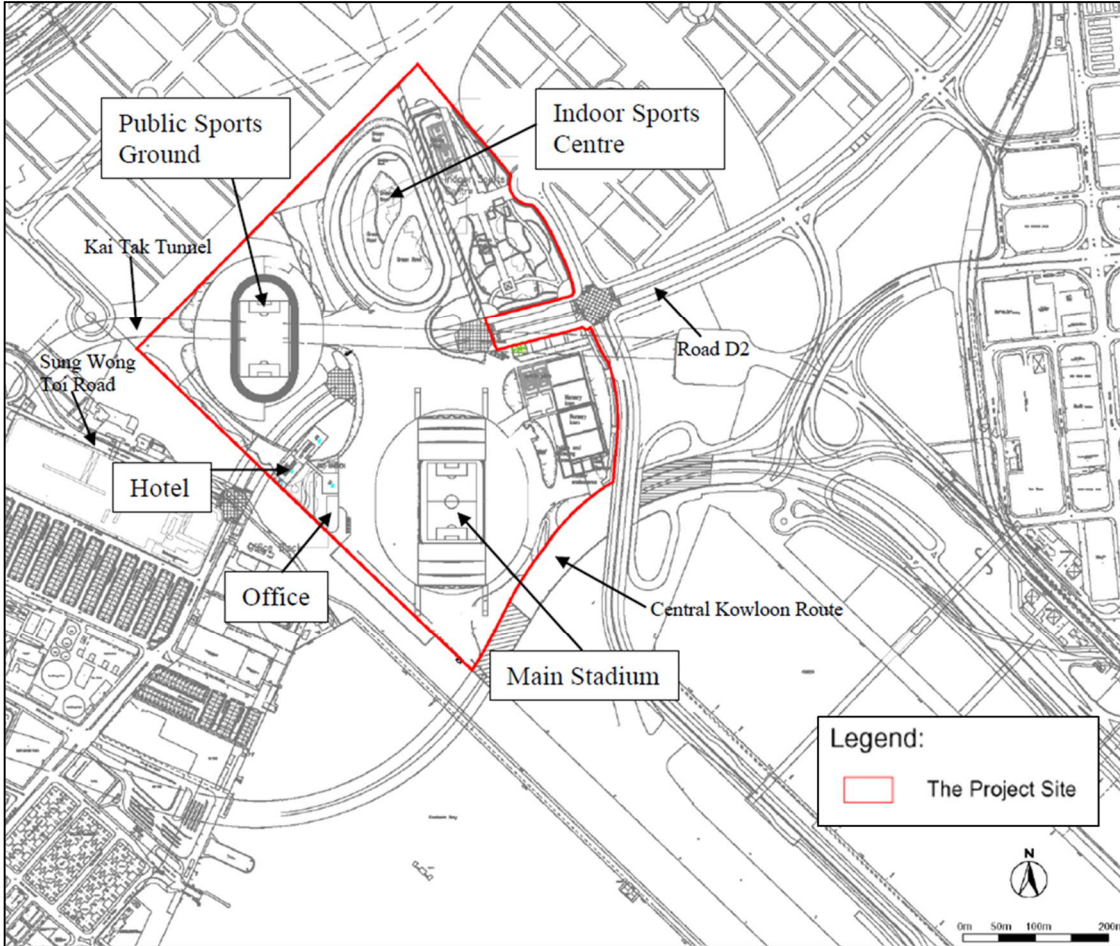 Public Sports
Ground
Indoor Sports
Centre
Kai Tak Tunnel
Sung Wong
Toi Road
Road D2
Hotel
Office
Central Kowloon Route
Main Stadium
Legend:
The Project Site
N
0m 50m 100m 200m